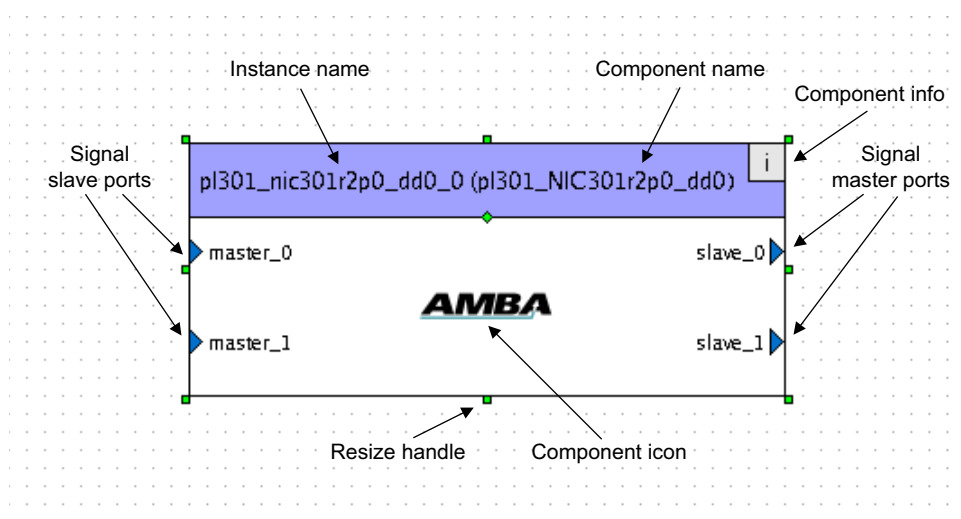 Instance name
Component name
Component info
Signal
slave ports
Signal
master ports
i
pl301_nic301r2p0_dd0_0 (pl301_NIC301r2p0_dd0)
master_0
slave_0
AMBA
master_1
slave_1
Resize handle
Component icon